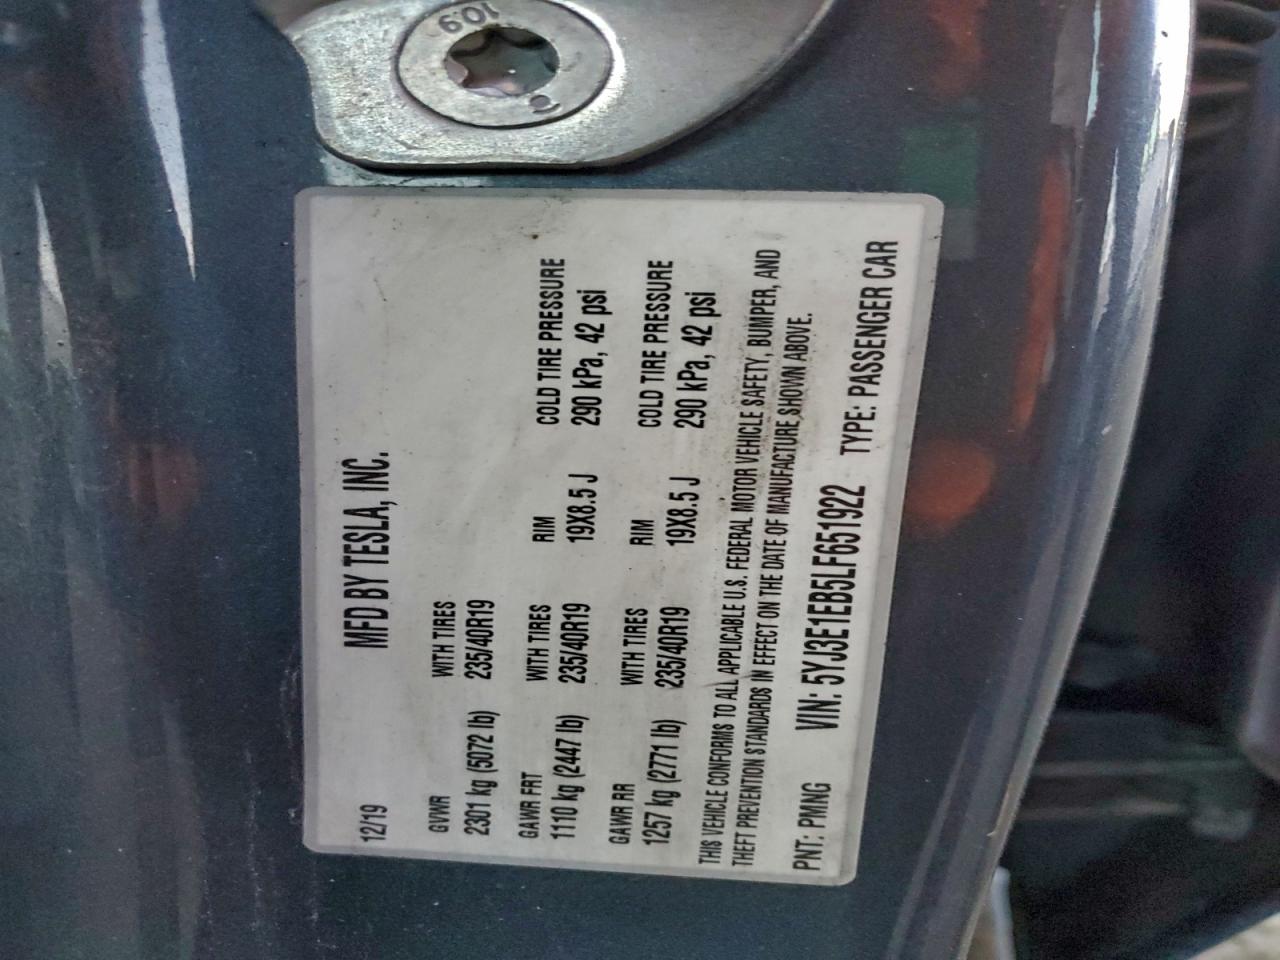 10.9
12/19 MFD BY TESLA, INC.
GVWR WITH TIRES
2301 kg (5072 lb) 235/40R19
GAWR FRT WITH TIRES RIM COLD TIRE PRESSURE
1110 kg (2447 lb) 235/40R19 19X8.5 J 290 kPa, 42 psi
GAWR RR WITH TIRES RIM COLD TIRE PRESSURE
1257 kg (2771 lb) 235/40R19 19X8.5 J 290 kPa, 42 psi
THIS VEHICLE CONFORMS TO ALL APPLICABLE U.S. FEDERAL MOTOR VEHICLE SAFETY, BUMPER, AND
THEFT PREVENTION STANDARDS IN EFFECT ON THE DATE OF MANUFACTURE SHOWN ABOVE.
PNT: PMNG VIN: 5YJ3E1EB5LF651922 TYPE: PASSENGER CAR